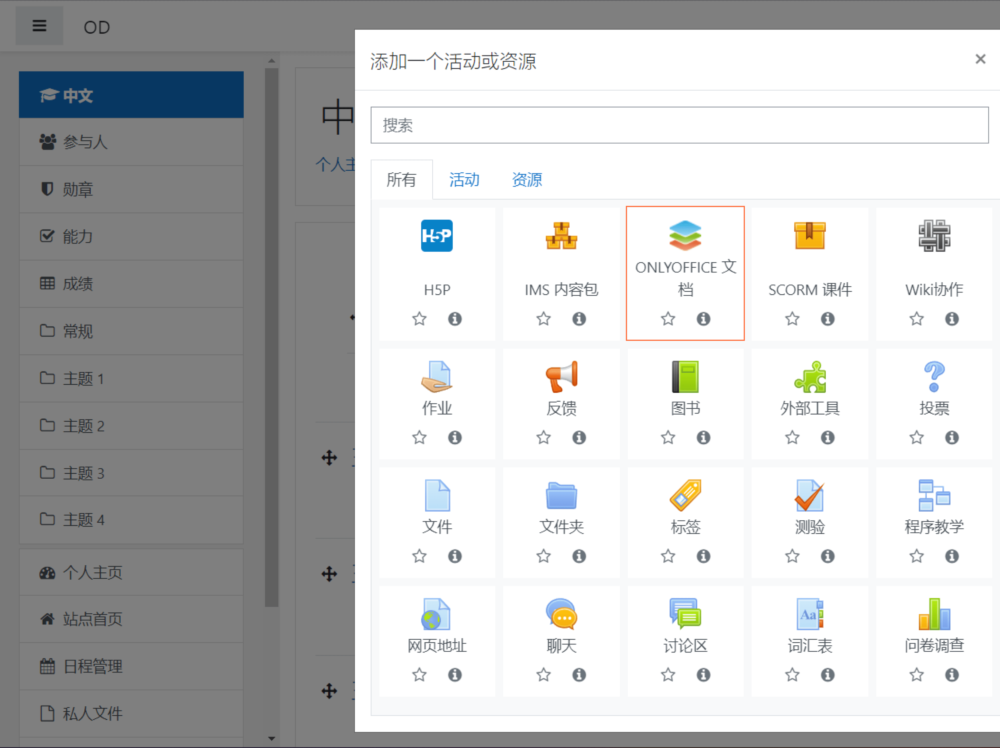 OD
中文
参与人
勋章
能力
成绩
常规
主题 1
主题 2
主题 3
主题 4
个人主页
站点首页
日程管理
私人文件
中
个人主
添加一个活动或资源
×
搜索
所有 活动 资源
H5P
H5P
IMS 内容包
ONLYOFFICE 文
档
SCORM 课件
Wiki协作
作业
反馈
图书
外部工具
投票
文件
文件夹
标签
测验
程序教学
网页地址
聊天
讨论区
Aa
词汇表
问卷调查